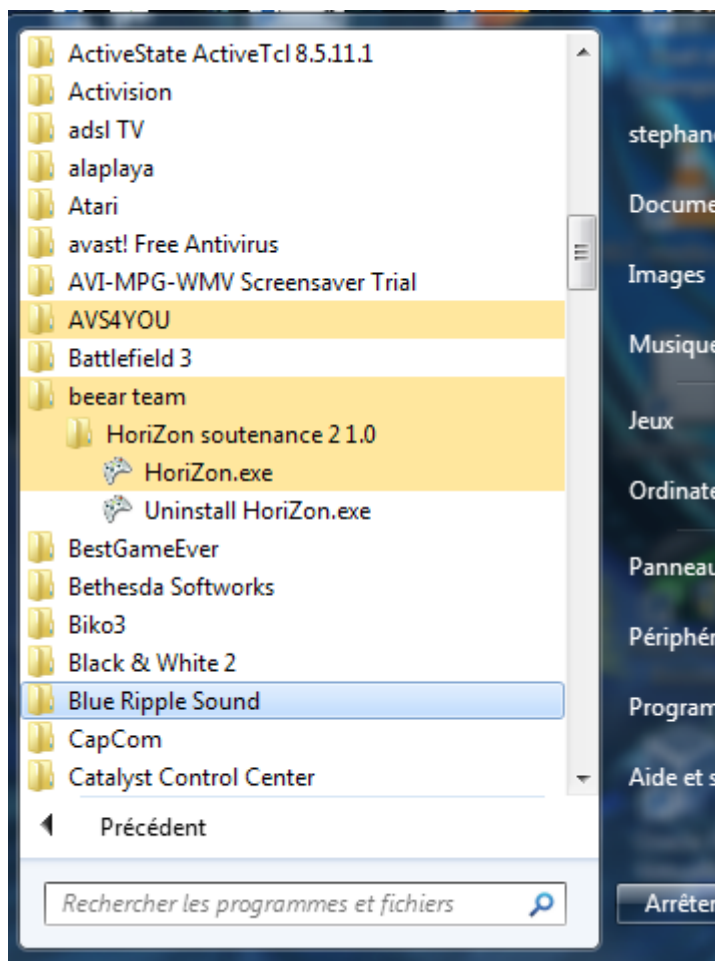 ActiveState ActiveTcl 8.5.11.1
Activision
adsl TV
alaplaya
Atari
avast! Free Antivirus
AVI-MPG-WMV Screensaver Trial
AVS4YOU
Battlefield 3
beear team
HoriZon soutenance 2 1.0
HoriZon.exe
Uninstall HoriZon.exe
BestGameEver
Bethesda Softworks
Biko3
Black & White 2
Blue Ripple Sound
CapCom
Catalyst Control Center
Précédent
Rechercher les programmes et fichiers
stephan
Docume
Images
Musique
Jeux
Ordinate
Panneau
Périphér
Program
Aide et s
Arrêter